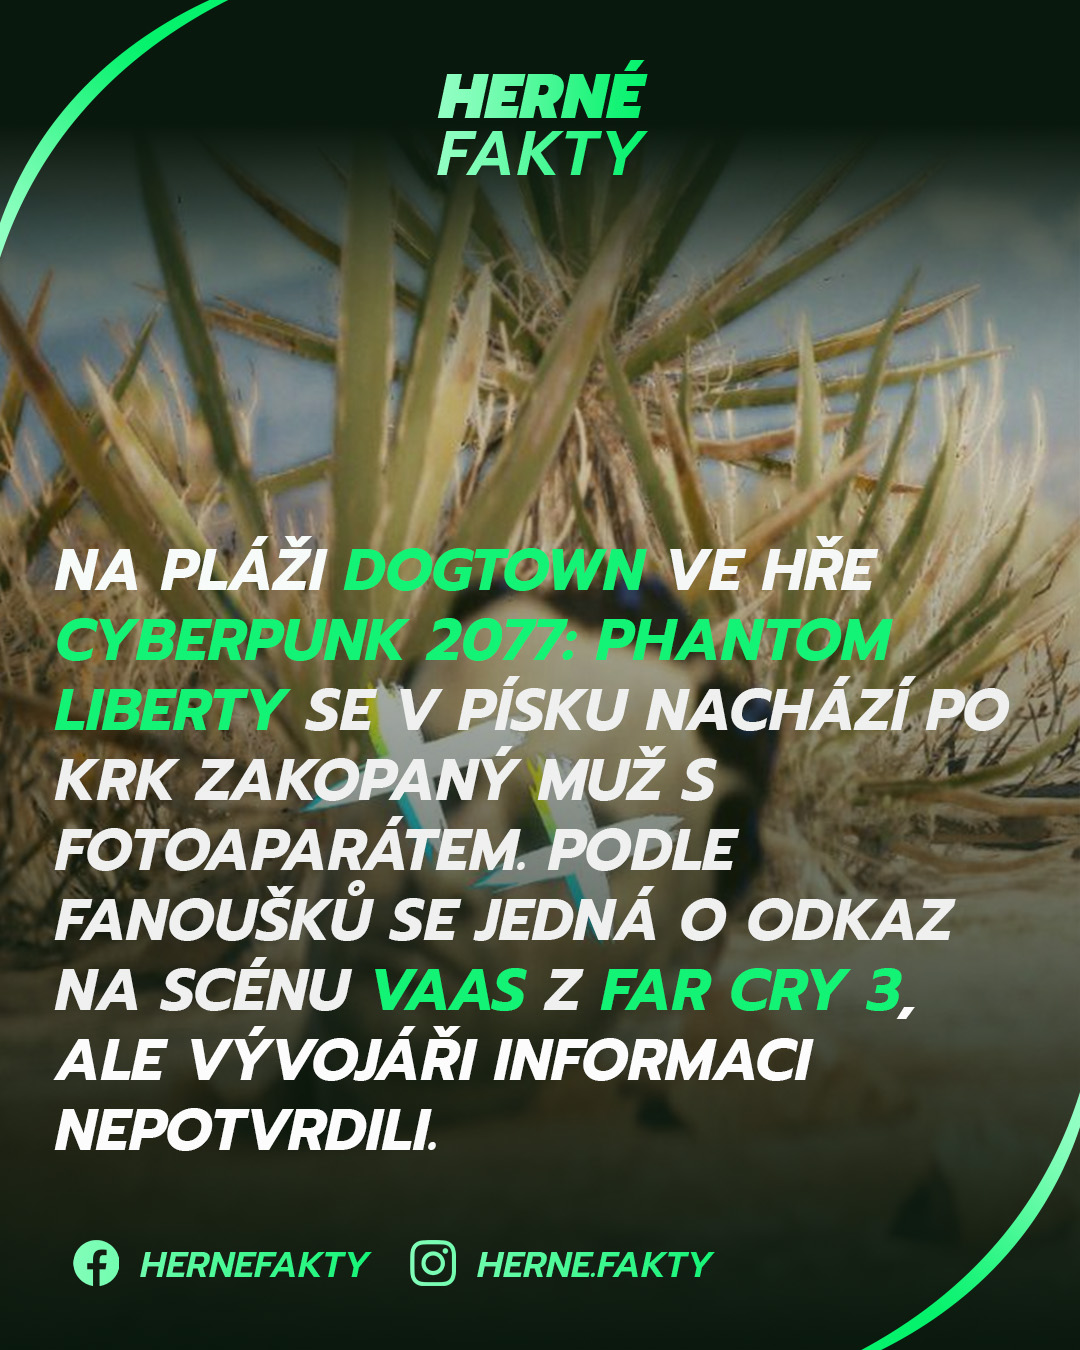 HERNÉ
FAKTY
NA PLÁŽI DOGTOWN VE HŘE
CYBERPUNK 2077: PHANTOM
LIBERTY SE V PÍSKU NACHÁZÍ PO
KRK ZAKOPANÝ MUŽ S
FOTOAPARÁTEM. PODLE
FANOUŠKŮ SE JEDNÁ O ODKAZ
NA SCÉNU VAAS Z FAR CRY 3,
ALE VÝVOJÁŘI INFORMACI
NEPOTVRDILI.
HERNEFAKTY HERNE.FAKTY